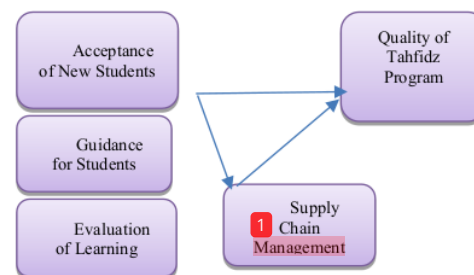 Acceptance
of New Students
Quality of
Tahfidz
Program
Guidance
for Students
Evaluation
of Learning
Supply
1 Chain
Management